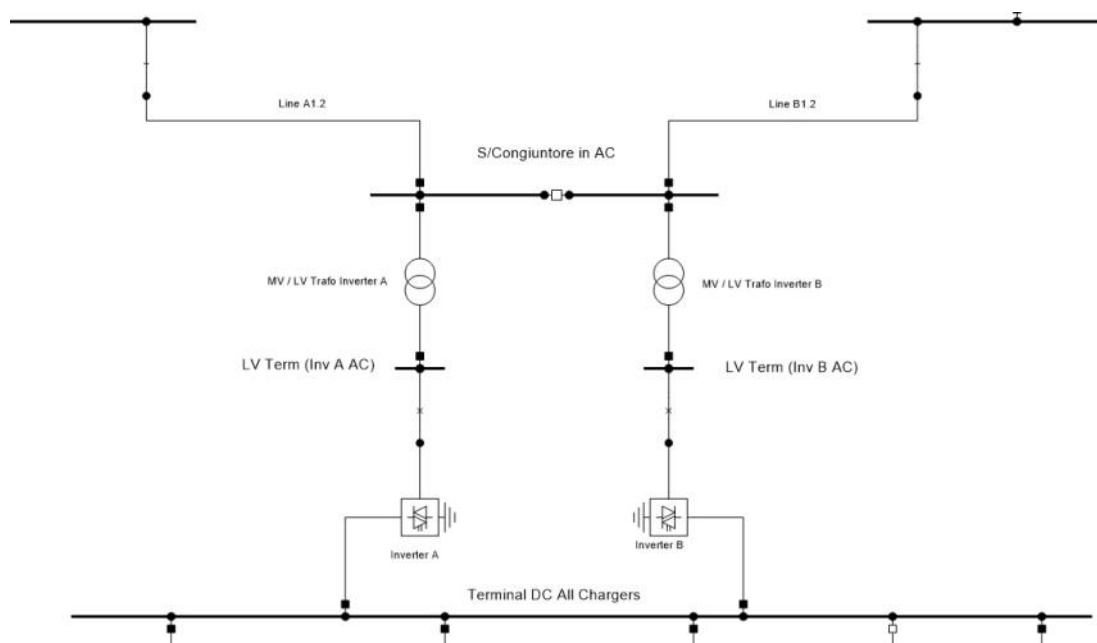 Line A1.2
Line B1.2
S/Congiuntore in AC
MV / LV Trafo Inverter A
MV / LV Trafo Inverter B
LV Term (Inv A AC)
LV Term (Inv B AC)
Inverter A
Inverter B
Terminal DC All Chargers